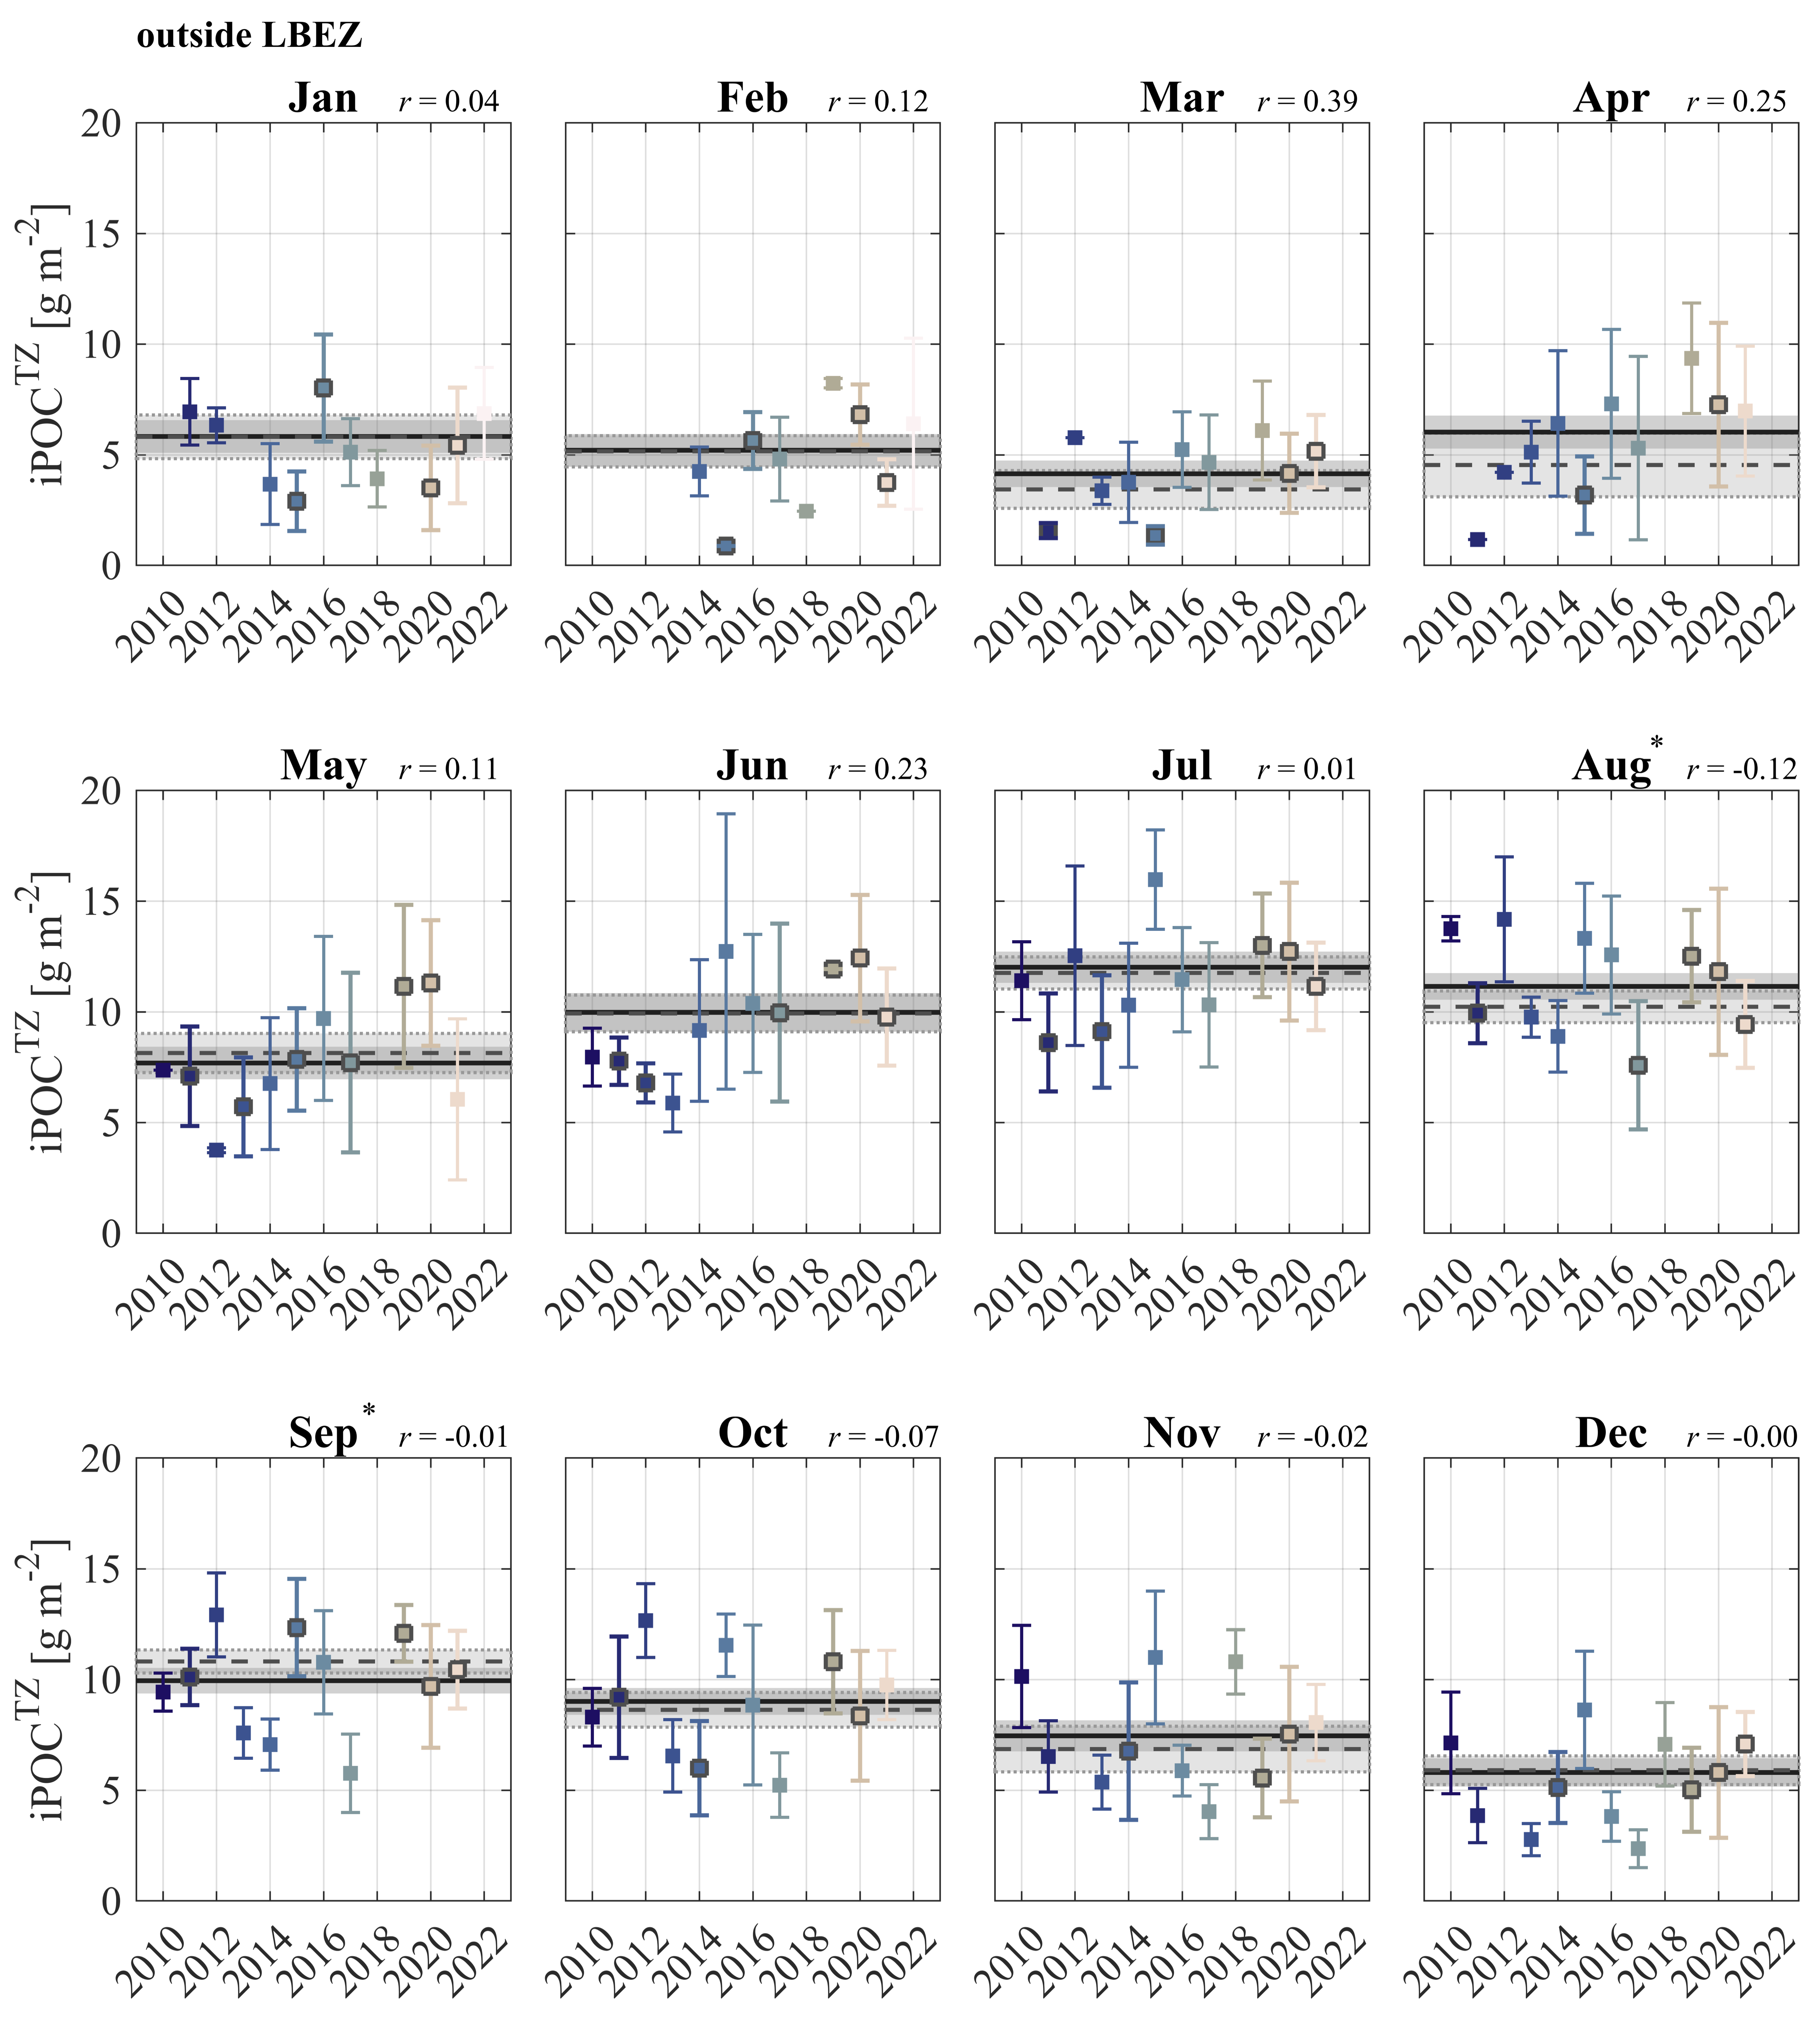 outside LBEZ
Jan r = 0.04 Feb r = 0.12 Mar r = 0.39 Apr r = 0.25
20
15
10
5
0
iPOC^TZ [g m^-2]
2010 2012 2014 2016 2018 2020 2022 2010 2012 2014 2016 2018 2020 2022 2010 2012 2014 2016 2018 2020 2022 2010 2012 2014 2016 2018 2020 2022
May r = 0.11 Jun r = 0.23 Jul r = 0.01 Aug* r = -0.12
20
15
10
5
0
iPOC^TZ [g m^-2]
2010 2012 2014 2016 2018 2020 2022 2010 2012 2014 2016 2018 2020 2022 2010 2012 2014 2016 2018 2020 2022 2010 2012 2014 2016 2018 2020 2022
Sep* r = -0.01 Oct r = -0.07 Nov r = -0.02 Dec r = -0.00
20
15
10
5
0
iPOC^TZ [g m^-2]
2010 2012 2014 2016 2018 2020 2022 2010 2012 2014 2016 2018 2020 2022 2010 2012 2014 2016 2018 2020 2022 2010 2012 2014 2016 2018 2020 2022